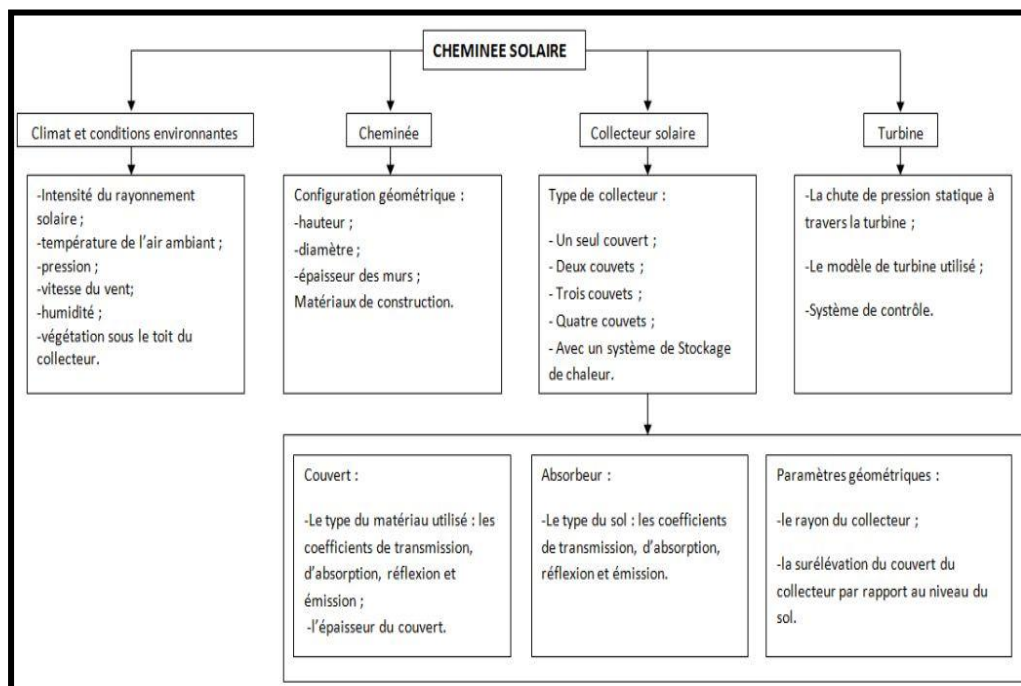 CHEMINEE SOLAIRE
Climat et conditions environnantes
Cheminée
Collecteur solaire
Turbine
-Intensité du rayonnement
solaire ;
-température de l'air ambiant ;
-pression ;
-vitesse du vent;
-humidité ;
-végétation sous le toit du
collecteur.
Configuration géométrique :
-hauteur ;
-diamètre ;
-épaisseur des murs ;
Matériaux de construction.
Type de collecteur :
- Un seul couvert ;
- Deux couvets ;
- Trois couvets ;
- Quatre couvets ;
- Avec un système de Stockage
de chaleur.
-La chute de pression statique à
travers la turbine ;
-Le modèle de turbine utilisé ;
-Système de contrôle.
Couvert :
-Le type du matériau utilisé : les
coefficients de transmission,
d'absorption, réflexion et
émission ;
-l'épaisseur du couvert.
Absorbeur :
-Le type du sol : les coefficients
de transmission, d'absorption,
réflexion et émission.
Paramètres géométriques :
-le rayon du collecteur ;
-la surélévation du couvert du
collecteur par rapport au niveau du
sol.